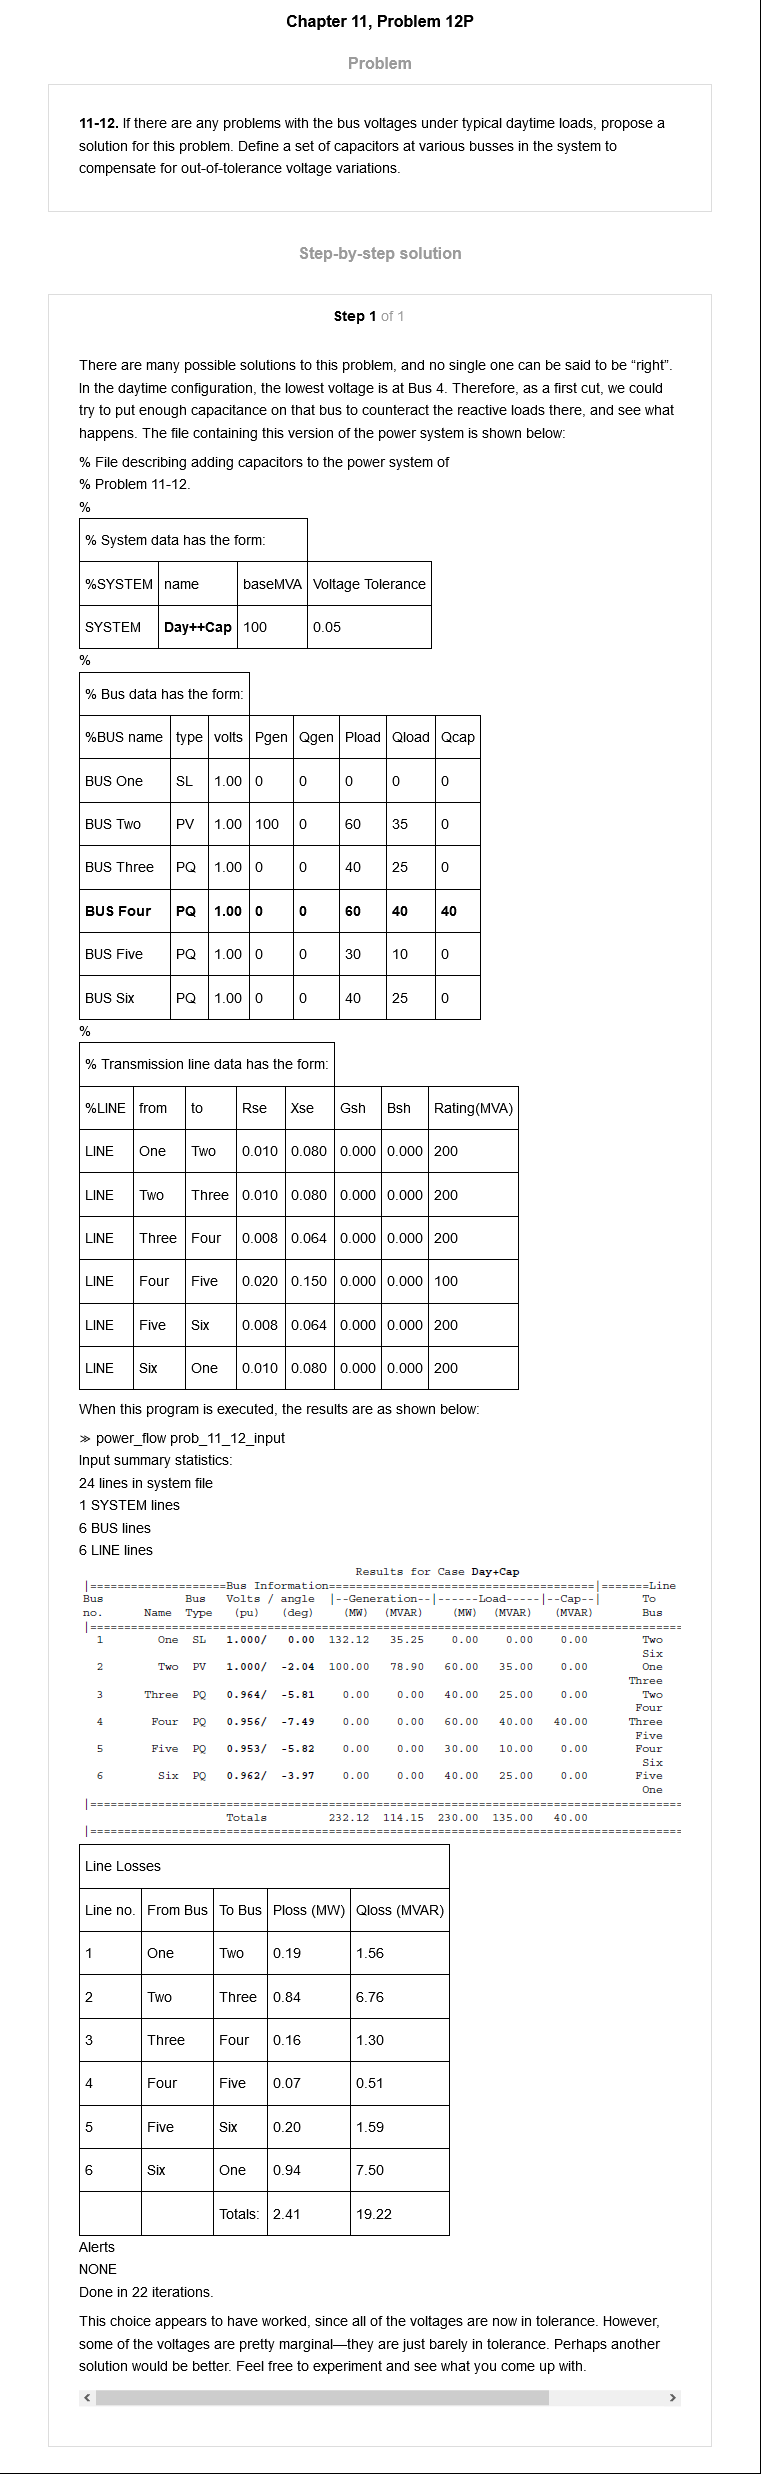 Chapter 11, Problem 12P
Problem
11-12. If there are any problems with the bus voltages under typical daytime loads, propose a
solution for this problem. Define a set of capacitors at various busses in the system to
compensate for out-of-tolerance voltage variations.
Step-by-step solution
Step 1 of 1
There are many possible solutions to this problem, and no single one can be said to be “right”.
In the daytime configuration, the lowest voltage is at Bus 4. Therefore, as a first cut, we could
try to put enough capacitance on that bus to counteract the reactive loads there, and see what
happens. The file containing this version of the power system is shown below:
% File describing adding capacitors to the power system of
% Problem 11-12.
%
% System data has the form:
%SYSTEM name baseMVA Voltage Tolerance
SYSTEM Day++Cap 100 0.05
%
% Bus data has the form:
%BUS name type volts Pgen Qgen Pload Qload Qcap
BUS One SL 1.00 0 0 0 0 0
BUS Two PV 1.00 100 0 60 35 0
BUS Three PQ 1.00 0 0 40 25 0
BUS Four PQ 1.00 0 0 60 40 40
BUS Five PQ 1.00 0 0 30 10 0
BUS Six PQ 1.00 0 0 40 25 0
%
% Transmission line data has the form:
%LINE from to Rse Xse Gsh Bsh Rating(MVA)
LINE One Two 0.010 0.080 0.000 0.000 200
LINE Two Three 0.010 0.080 0.000 0.000 200
LINE Three Four 0.008 0.064 0.000 0.000 200
LINE Four Five 0.020 0.150 0.000 0.000 100
LINE Five Six 0.008 0.064 0.000 0.000 200
LINE Six One 0.010 0.080 0.000 0.000 200
When this program is executed, the results are as shown below:
≫ power_flow prob_11_12_input
Input summary statistics:
24 lines in system file
1 SYSTEM lines
6 BUS lines
6 LINE lines
Results for Case Day+Cap
|====================Bus Information=======================================|=======Line
Bus Bus Volts / angle |--Generation--|------Load-----|--Cap--| To
no. Name Type (pu) (deg) (MW) (MVAR) (MW) (MVAR) (MVAR) Bus
|=======================================================================================
1 One SL 1.000/ 0.00 132.12 35.25 0.00 0.00 0.00 Two
Six
2 Two PV 1.000/ -2.04 100.00 78.90 60.00 35.00 0.00 One
Three
3 Three PQ 0.964/ -5.81 0.00 0.00 40.00 25.00 0.00 Two
Four
4 Four PQ 0.956/ -7.49 0.00 0.00 60.00 40.00 40.00 Three
Five
5 Five PQ 0.953/ -5.82 0.00 0.00 30.00 10.00 0.00 Four
Six
6 Six PQ 0.962/ -3.97 0.00 0.00 40.00 25.00 0.00 Five
One
|=======================================================================================
Totals 232.12 114.15 230.00 135.00 40.00
|=======================================================================================
Line Losses
Line no. From Bus To Bus Ploss (MW) Qloss (MVAR)
1 One Two 0.19 1.56
2 Two Three 0.84 6.76
3 Three Four 0.16 1.30
4 Four Five 0.07 0.51
5 Five Six 0.20 1.59
6 Six One 0.94 7.50
Totals: 2.41 19.22
Alerts
NONE
Done in 22 iterations.
This choice appears to have worked, since all of the voltages are now in tolerance. However,
some of the voltages are pretty marginal—they are just barely in tolerance. Perhaps another
solution would be better. Feel free to experiment and see what you come up with.